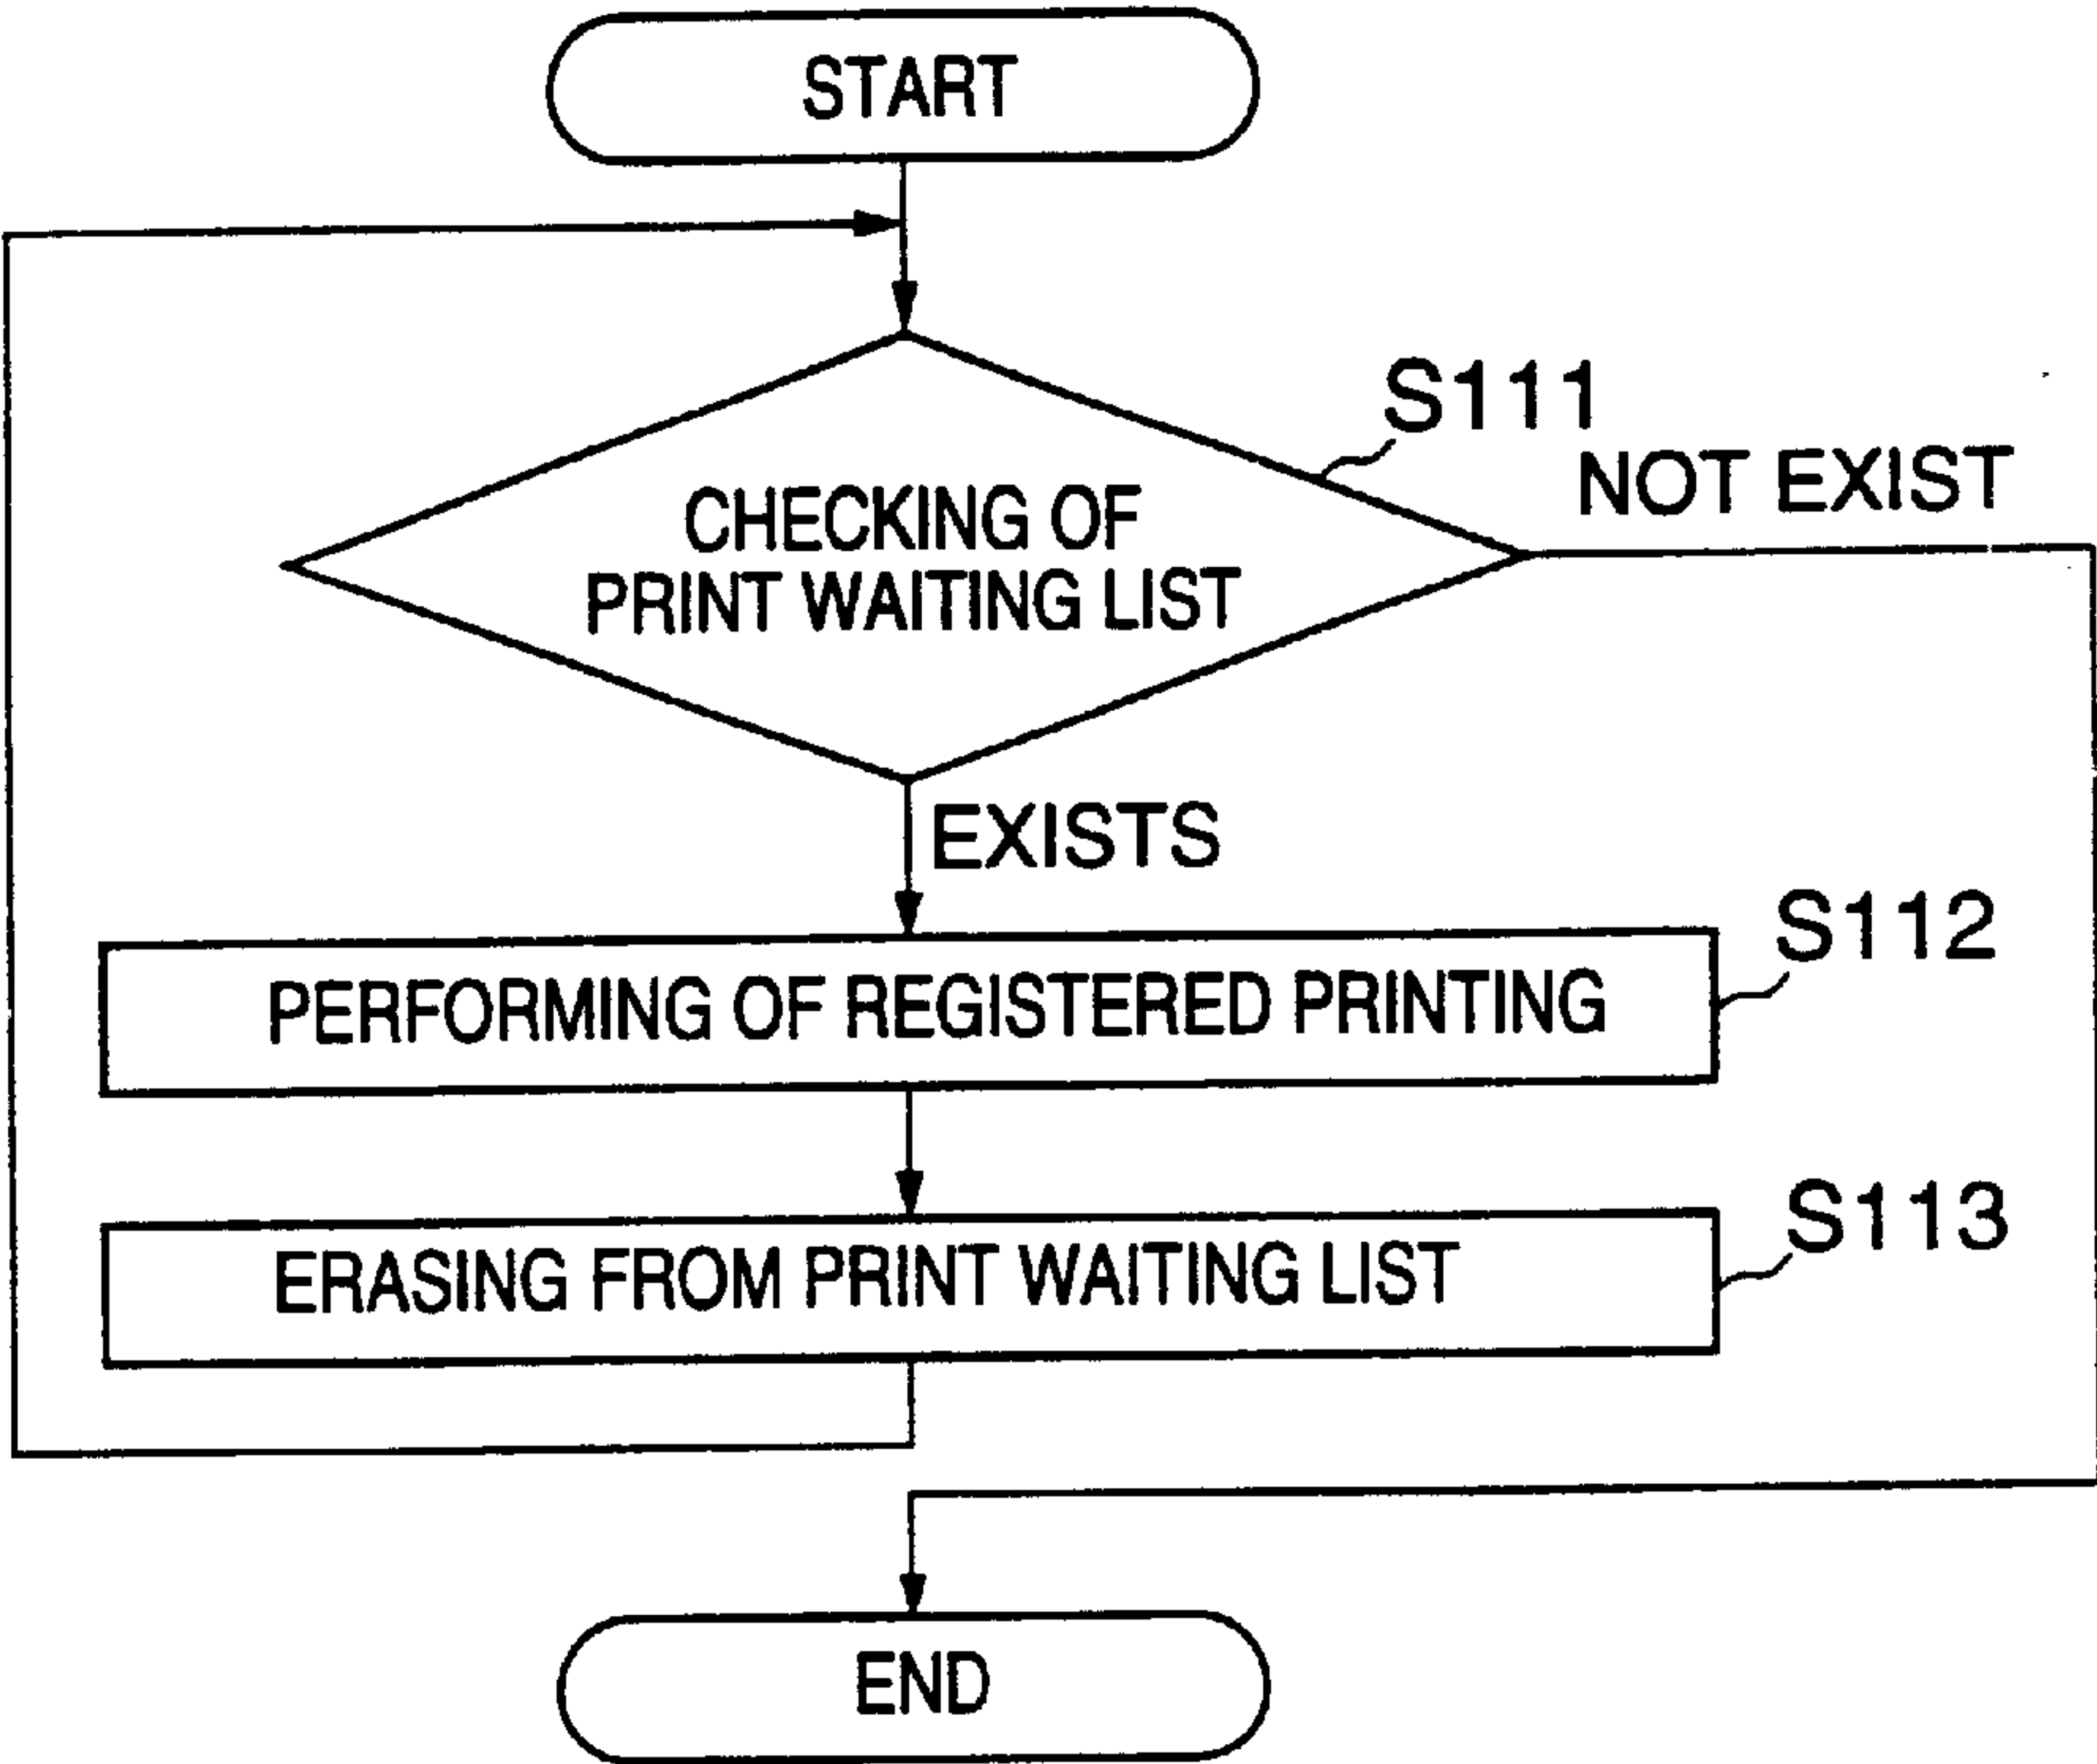 START
S111
NOT EXIST
CHECKING OF
PRINT WAITING LIST
EXISTS
S112
PERFORMING OF REGISTERED PRINTING
S113
ERASING FROM PRINT WAITING LIST
END